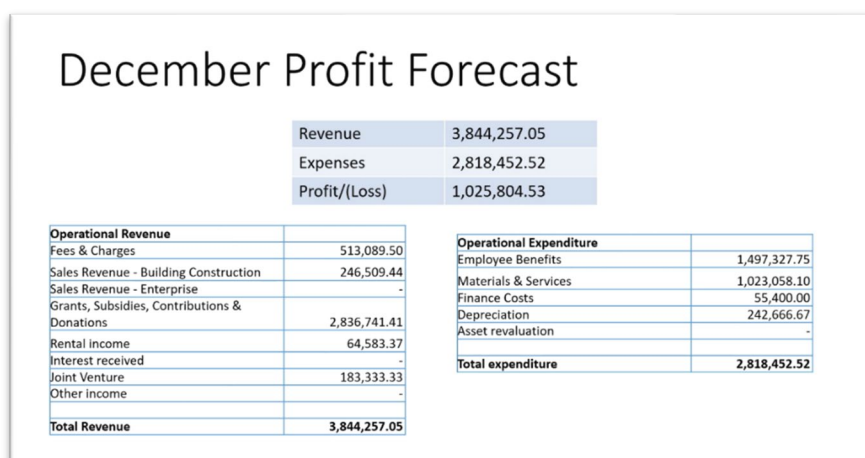 December Profit Forecast
Revenue 3,844,257.05
Expenses 2,818,452.52
Profit/(Loss) 1,025,804.53
Operational Revenue
Fees & Charges 513,089.50
Sales Revenue - Building Construction 246,509.44
Sales Revenue - Enterprise -
Grants, Subsidies, Contributions &
Donations 2,836,741.41
Rental income 64,583.37
Interest received -
Joint Venture 183,333.33
Other income -
Total Revenue 3,844,257.05
Operational Expenditure
Employee Benefits 1,497,327.75
Materials & Services 1,023,058.10
Finance Costs 55,400.00
Depreciation 242,666.67
Asset revaluation -
Total expenditure 2,818,452.52